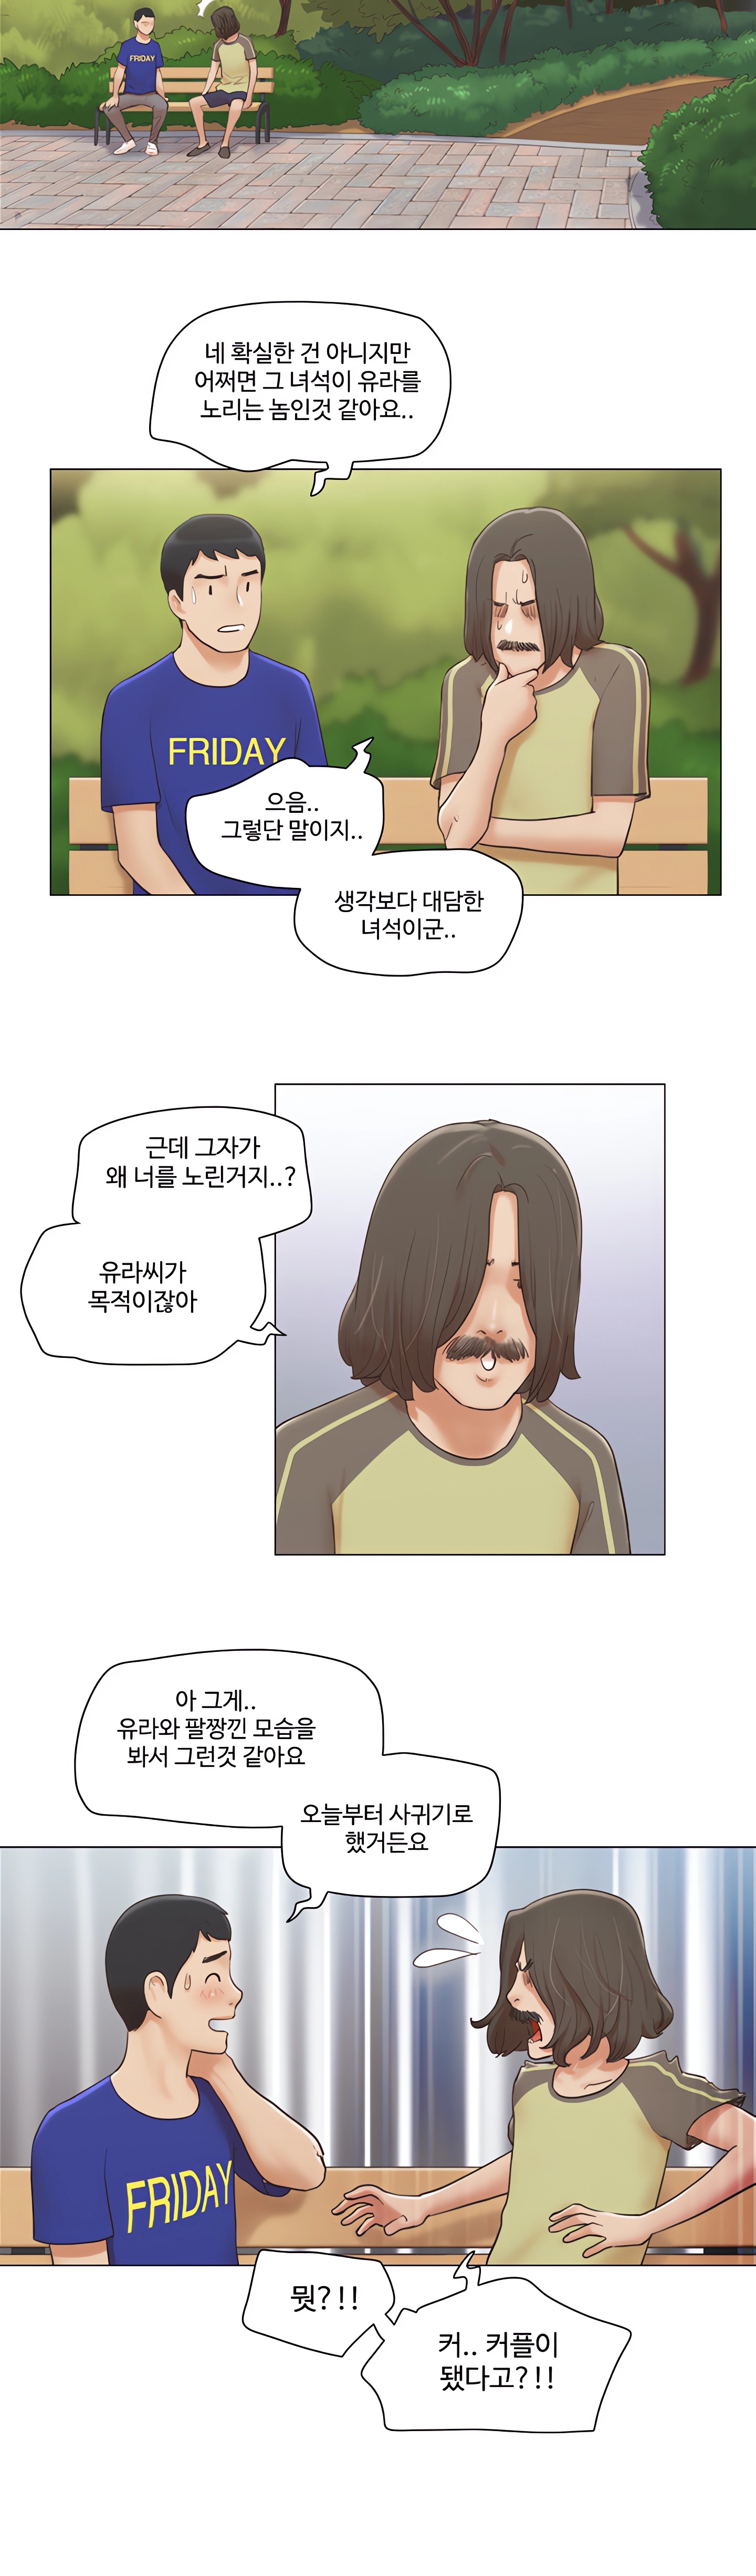 FRIDAY
네 확실한 건 아니지만
어쩌면 그 녀석이 유라를
노리는 놈인것 같아요..
FRIDAY
으음..
그렇단 말이지..
생각보다 대담한
녀석이군..
근데 그자가
왜 너를 노린거지..?
유라씨가
목적이잖아
아 그게..
유라와 팔짱낀 모습을
봐서 그런것 같아요
오늘부터 사귀기로
했거든요
FRIDAY
뭣?!!
커.. 커플이
됐다고?!!